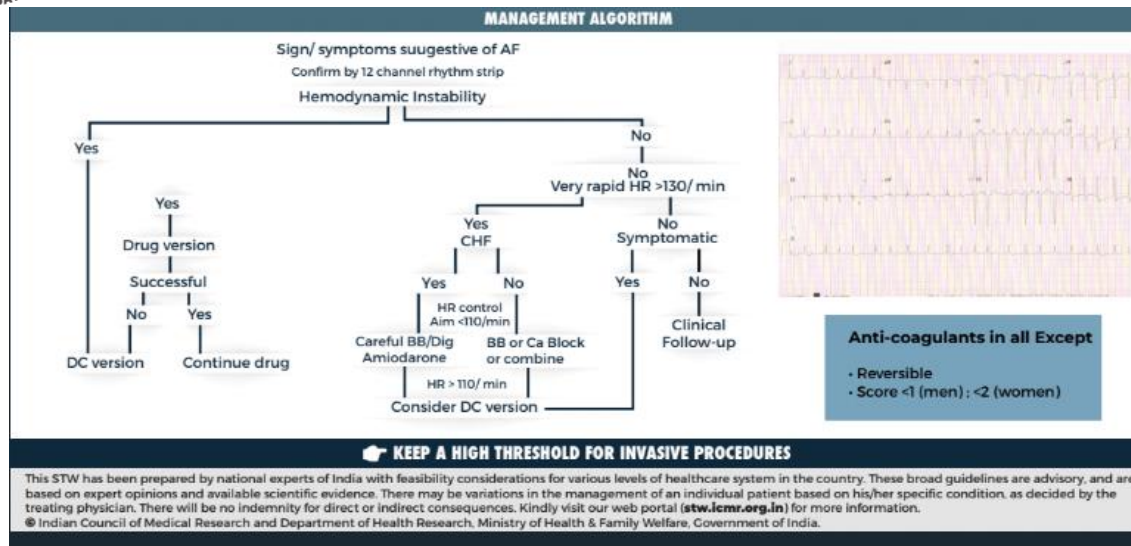 MANAGEMENT ALGORITHM
Sign/ symptoms suugestive of AF
Confirm by 12 channel rhythm strip
Hemodynamic Instability
Yes
No
No
Very rapid HR >130/ min
Yes
Drug version
Successful
No
Yes
DC version
Continue drug
Yes
CHF
No
Symptomatic
Yes
No
Yes
No
HR control
Aim <110/min
Careful BB/Dig
Amiodarone
BB or Ca Block
or combine
Clinical
Follow-up
HR > 110/ min
Consider DC version
Anti-coagulants in all Except
• Reversible
• Score <1 (men) ; <2 (women)
KEEP A HIGH THRESHOLD FOR INVASIVE PROCEDURES
This STW has been prepared by national experts of India with feasibility considerations for various levels of healthcare system in the country. These broad guidelines are advisory, and are
based on expert opinions and available scientific evidence. There may be variations in the management of an individual patient based on his/her specific condition, as decided by the
treating physician. There will be no indemnity for direct or indirect consequences. Kindly visit our web portal (stw.icmr.org.in) for more information.
© Indian Council of Medical Research and Department of Health Research, Ministry of Health & Family Welfare, Government of India.